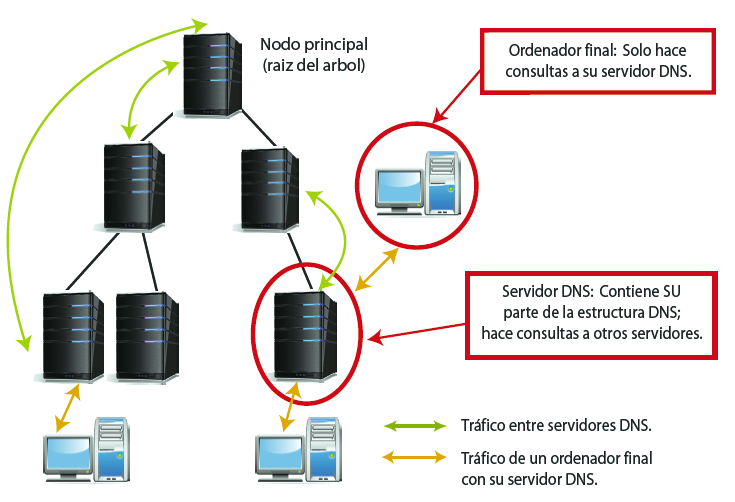 Nodo principal
(raiz del arbol)
Ordenador final: Solo hace
consultas a su servidor DNS.
Servidor DNS: Contiene SU
parte de la estructura DNS;
hace consultas a otros servidores.
Tráfico entre servidores DNS.
Tráfico de un ordenador final
con su servidor DNS.